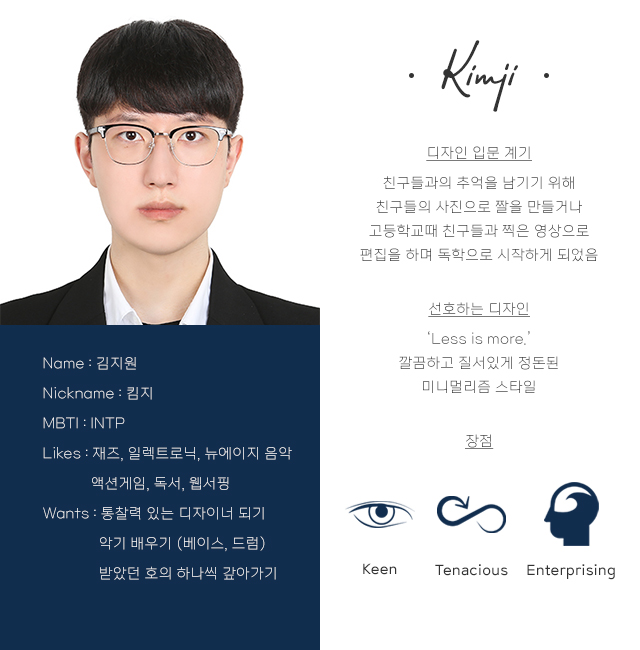 Name : 김지원
Nickname : 킴지
MBTI : INTP
Likes : 재즈, 일렉트로닉, 뉴에이지 음악
액션게임, 독서, 웹서핑
Wants : 통찰력 있는 디자이너 되기
악기 배우기 (베이스, 드럼)
받았던 호의 하나씩 갚아가기
· Kimji ·
디자인 입문 계기
친구들과의 추억을 남기기 위해
친구들의 사진으로 짤을 만들거나
고등학교때 친구들과 찍은 영상으로
편집을 하며 독학으로 시작하게 되었음
선호하는 디자인
‘Less is more.’
깔끔하고 질서있게 정돈된
미니멀리즘 스타일
장점
Keen
Tenacious
Enterprising